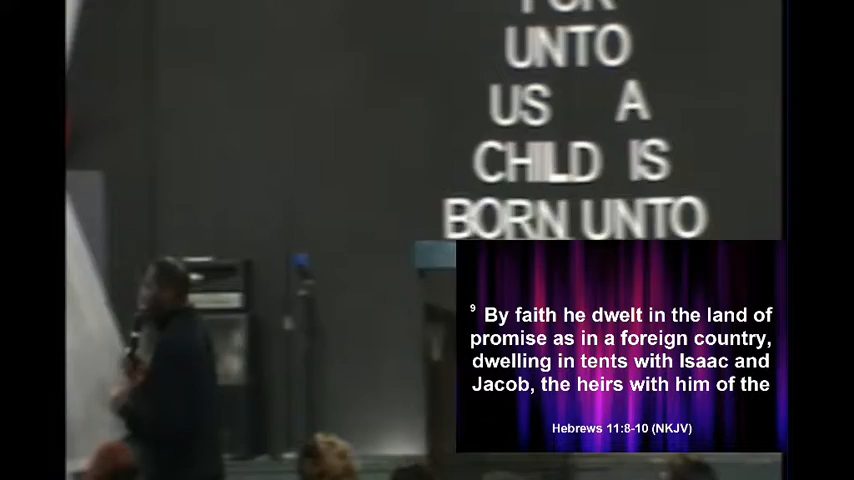 FOR
UNTO
US A
CHILD IS
BORN, UNTO
9 By faith he dwelt in the land of
promise as in a foreign country,
dwelling in tents with Isaac and
Jacob, the heirs with him of the
Hebrews 11:8-10 (NKJV)